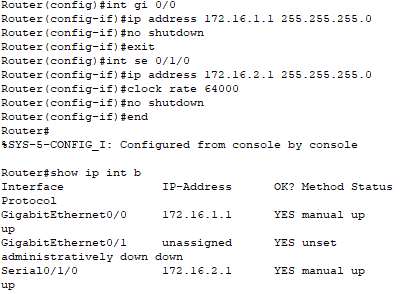 Router(config)#int gi 0/0
Router(config-if)#ip address 172.16.1.1 255.255.255.0
Router(config-if)#no shutdown
Router(config-if)#exit
Router(config)#int se 0/1/0
Router(config-if)#ip address 172.16.2.1 255.255.255.0
Router(config-if)#clock rate 64000
Router(config-if)#no shutdown
Router(config-if)#end
Router#
%SYS-5-CONFIG_I: Configured from console by console

Router#show ip int b
Interface              IP-Address      OK? Method Status
Protocol
GigabitEthernet0/0     172.16.1.1      YES manual up
up
GigabitEthernet0/1     unassigned      YES unset
administratively down down
Serial0/1/0            172.16.2.1      YES manual up
up